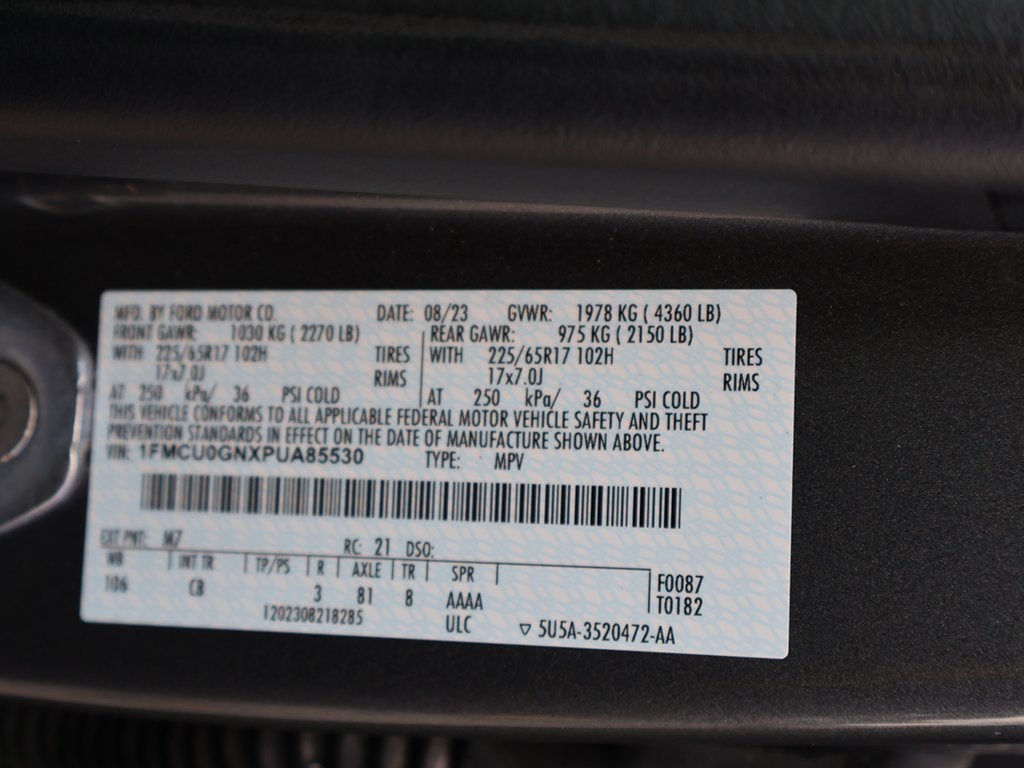 MFD. BY FORD MOTOR CO. DATE: 08/23 GVWR: 1978 KG ( 4360 LB)
FRONT GAWR: 1030 KG ( 2270 LB) REAR GAWR: 975 KG ( 2150 LB)
WITH 225/65R17 102H TIRES WITH 225/65R17 102H TIRES
17x7.0J RIMS 17x7.0J RIMS
AT 250 kPa/ 36 PSI COLD AT 250 kPa/ 36 PSI COLD
THIS VEHICLE CONFORMS TO ALL APPLICABLE FEDERAL MOTOR VEHICLE SAFETY AND THEFT
PREVENTION STANDARDS IN EFFECT ON THE DATE OF MANUFACTURE SHOWN ABOVE.
VIN: 1FMCU0GNXPUA85530 TYPE: MPV
EXT PNT: M7 RC: 21 DSO:
WB INT TR TP/PS R AXLE TR SPR F0087
106 CB 3 81 8 AAAA T0182
1202308218285 ULC ▽ 5U5A-3520472-AA